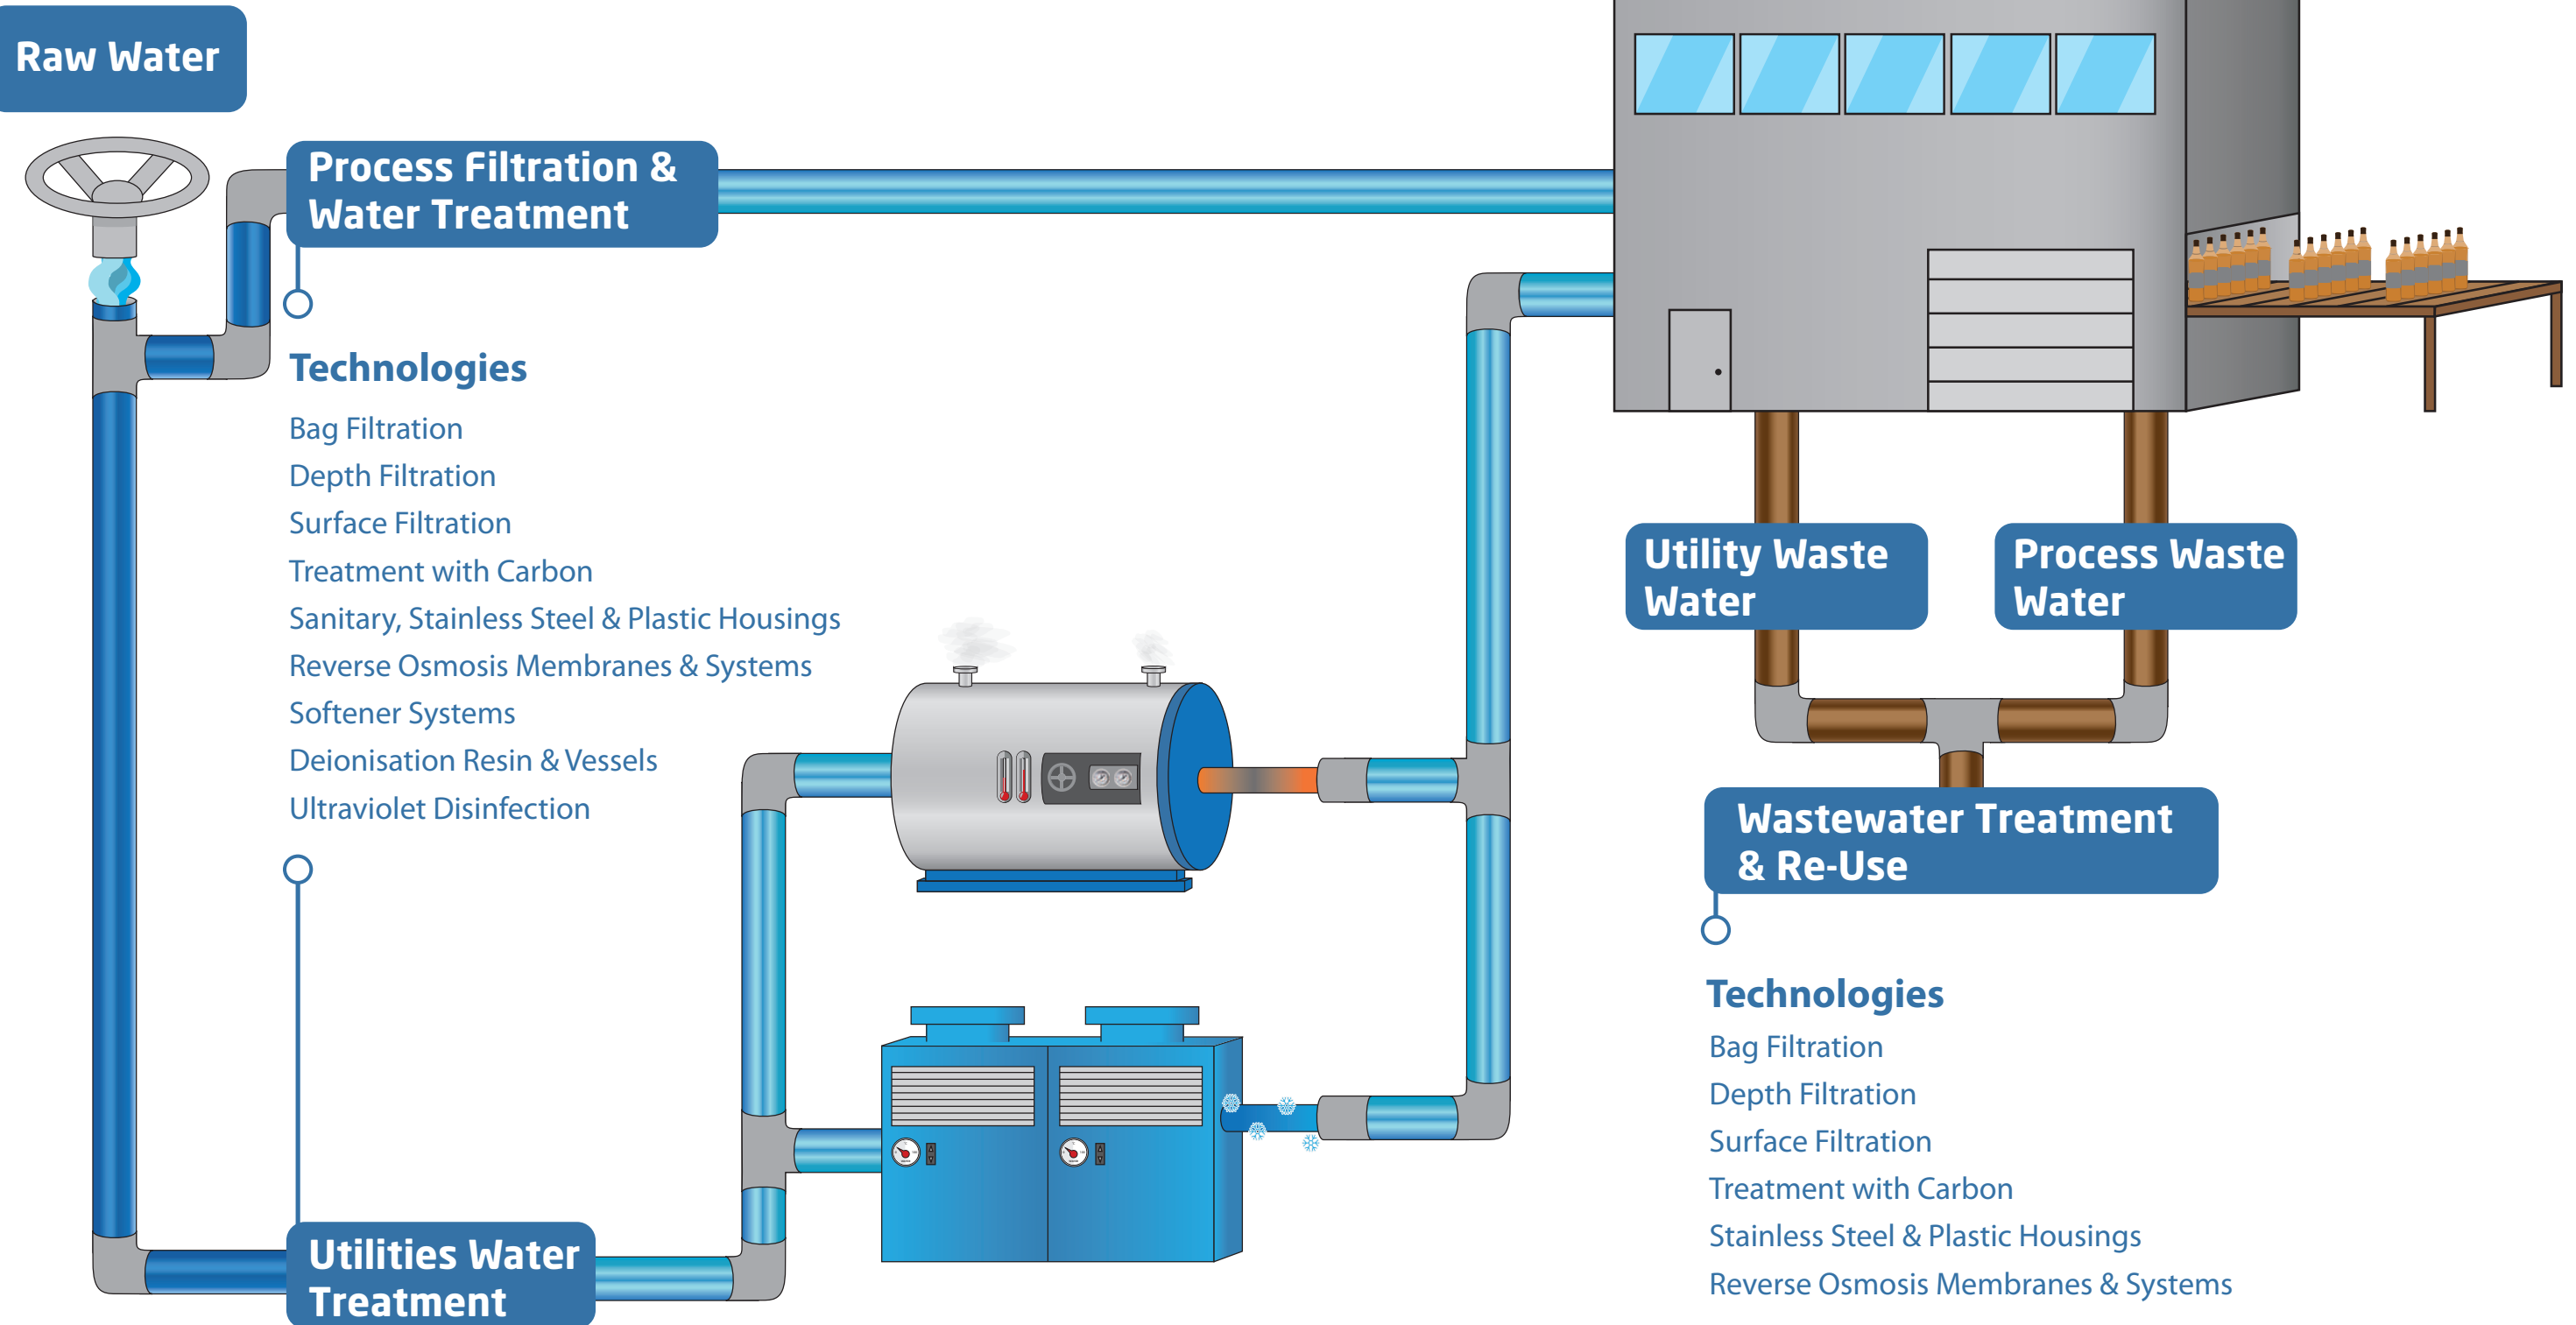 Raw Water
Process Filtration &
Water Treatment
Technologies
Bag Filtration
Depth Filtration
Surface Filtration
Treatment with Carbon
Sanitary, Stainless Steel & Plastic Housings
Reverse Osmosis Membranes & Systems
Softener Systems
Deionisation Resin & Vessels
Ultraviolet Disinfection
Utilities Water
Treatment
Utility Waste
Water
Process Waste
Water
Wastewater Treatment
& Re-Use
Technologies
Bag Filtration
Depth Filtration
Surface Filtration
Treatment with Carbon
Stainless Steel & Plastic Housings
Reverse Osmosis Membranes & Systems